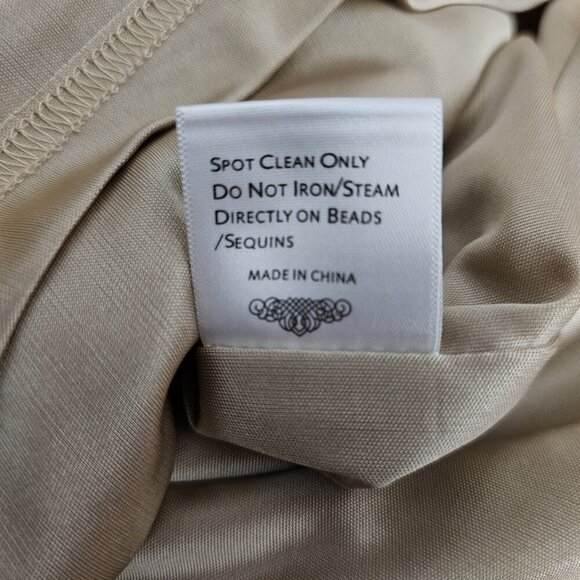 Spot Clean Only
Do Not Iron/Steam
Directly on Beads
/Sequins
MADE IN CHINA